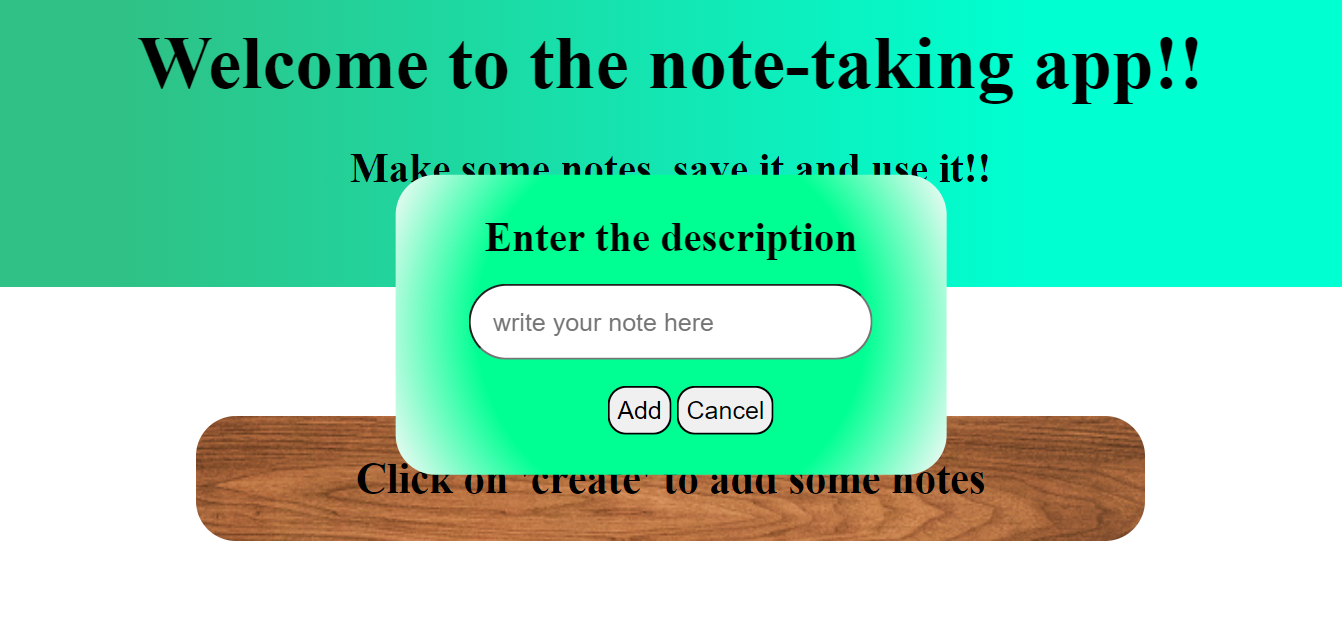 Welcome to the note-taking app!!
Make some notes, save it and use it!!
Enter the description
write your note here
Add Cancel
Click on 'create' to add some notes